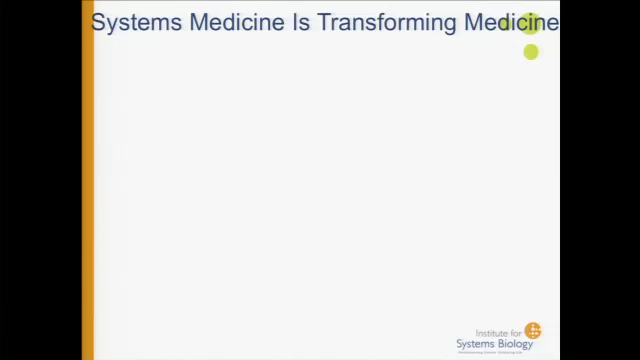 Systems Medicine Is Transforming Medicine
Institute for
Systems Biology